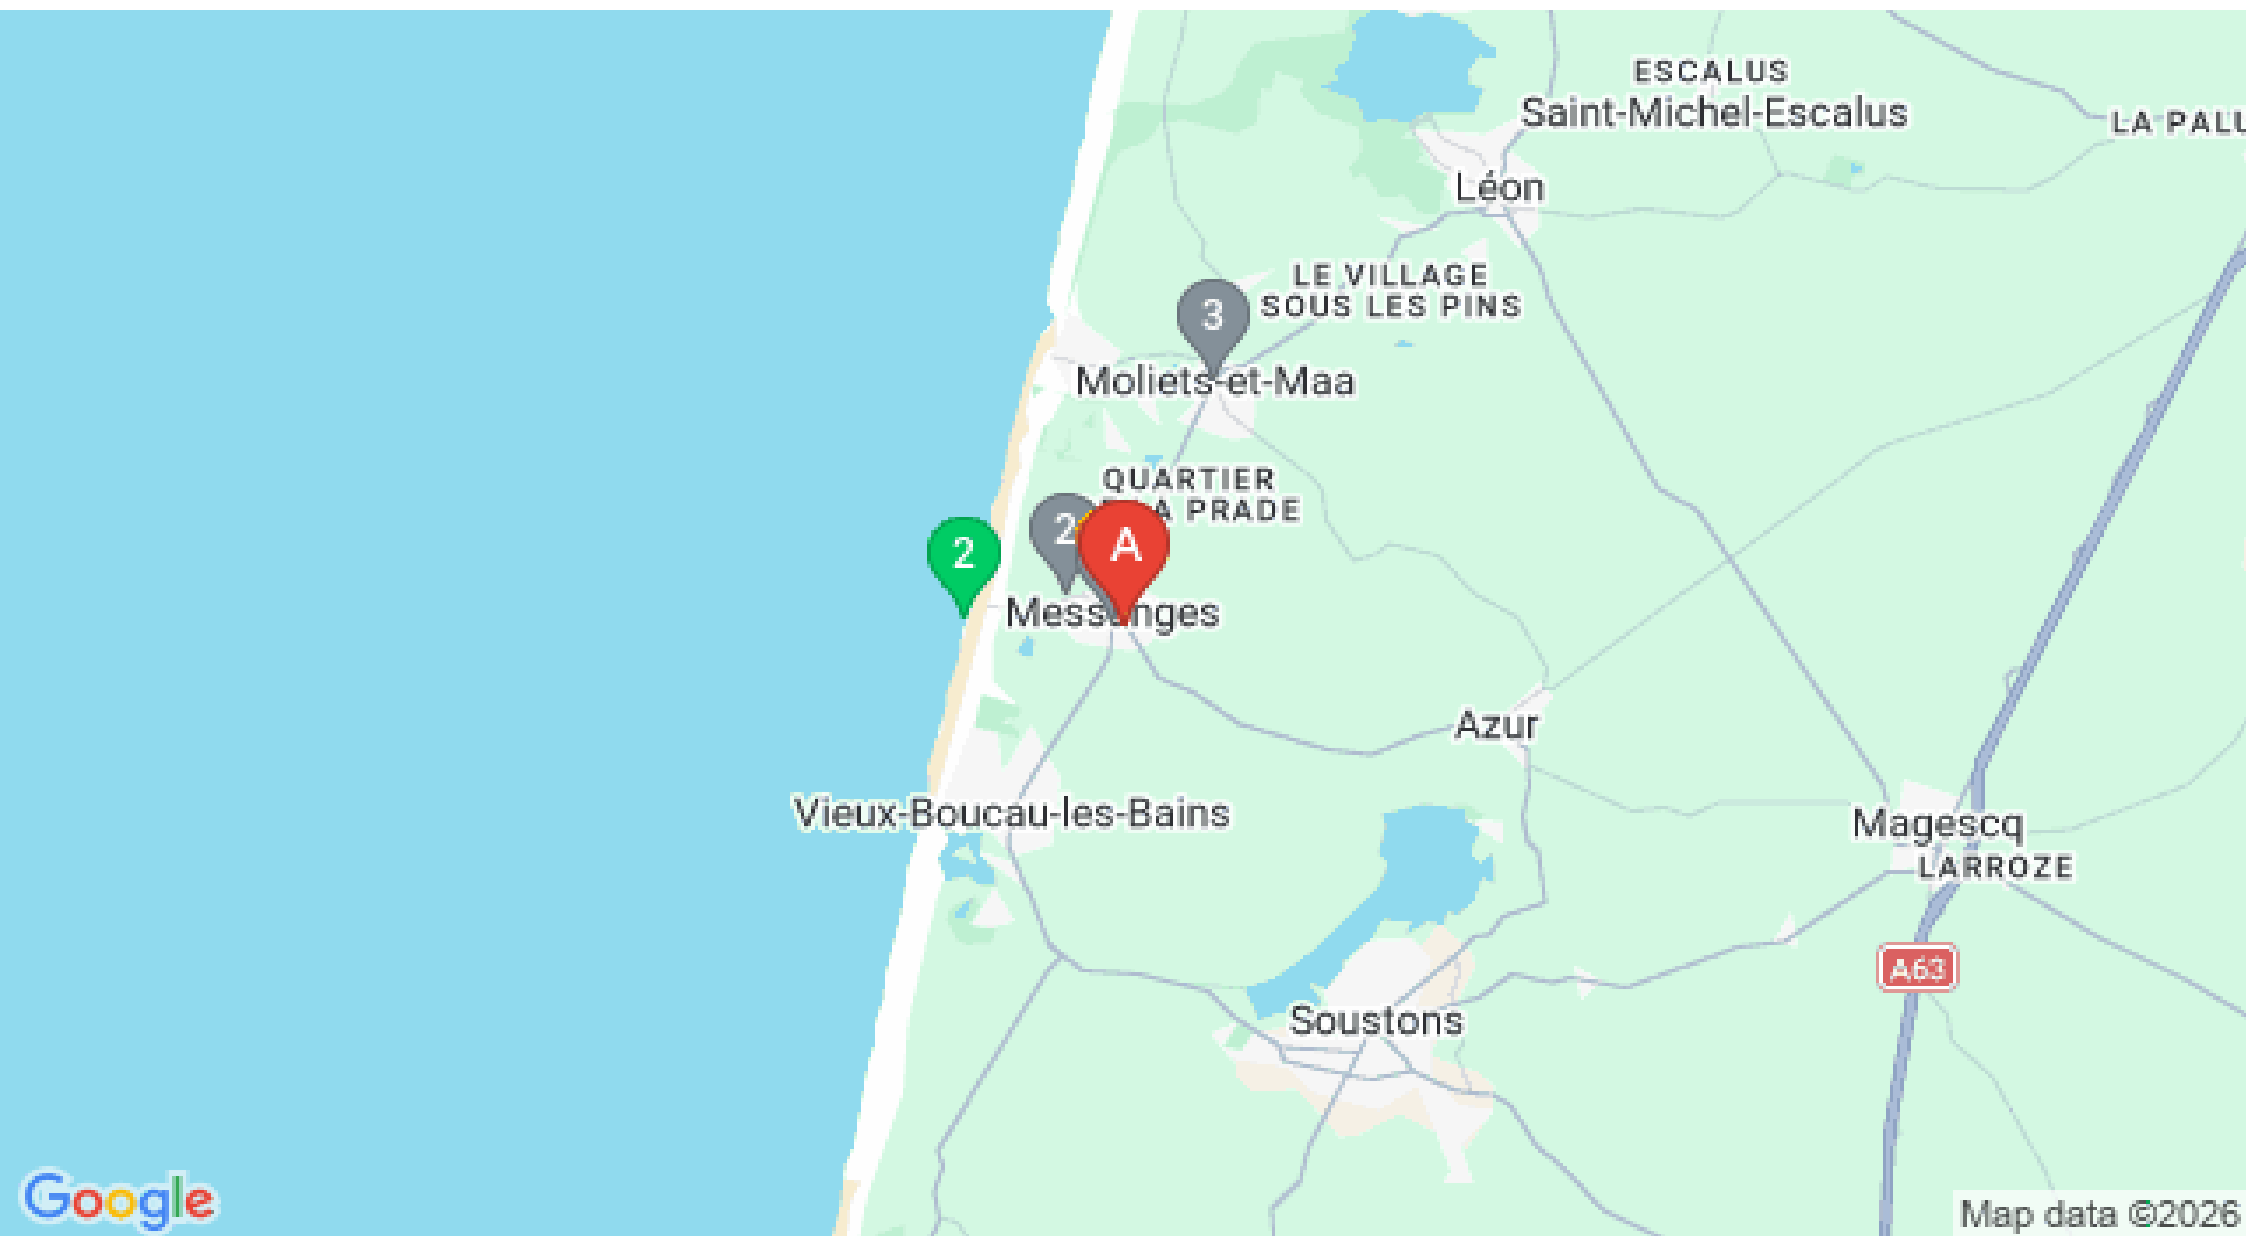 ESCALUS
Saint-Michel-Escalus
LA PALU
Léon
LE VILLAGE
SOUS LES PINS
3
Moliets-et-Maa
QUARTIER
A PRADE
2
A
2
Messanges
Azur
Vieux-Boucau-les-Bains
Magescq
LARROZE
A63
Soustons
Google
Map data ©2026